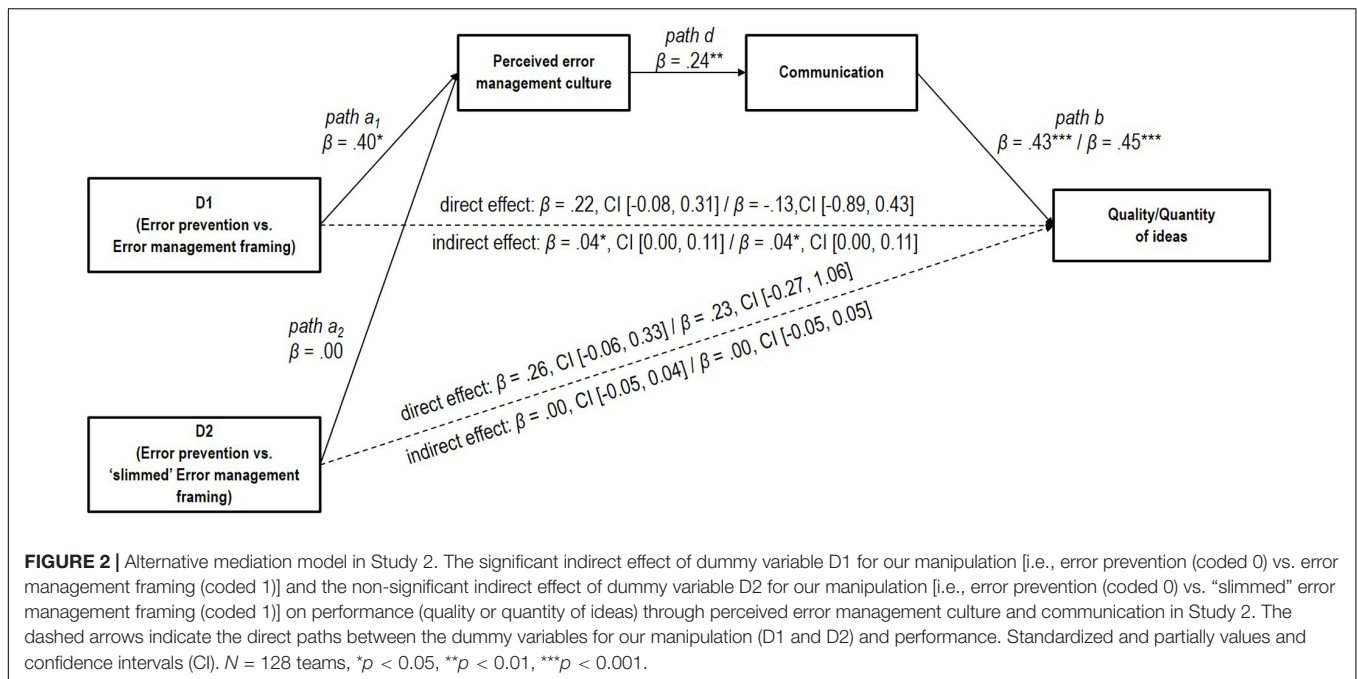 path d
β = .24**
Perceived error
management culture
Communication
path a₁
β = .40*
path b
β = .43*** / β = .45***
D1
(Error prevention vs.
Error management framing)
direct effect: β = .22, CI [-0.08, 0.31] / β = -.13,CI [-0.89, 0.43]
indirect effect: β = .04*, CI [0.00, 0.11] / β = .04*, CI [0.00, 0.11]
Quality/Quantity
of ideas
path a₂
β = .00
direct effect: β = .26, CI [-0.06, 0.33] / β = .23, CI [-0.27, 1.06]
indirect effect: β = .00, CI [-0.05, 0.04] / β = .00, CI [-0.05, 0.05]
D2
(Error prevention vs.
‘slimmed’ Error management
framing)
FIGURE 2 | Alternative mediation model in Study 2. The significant indirect effect of dummy variable D1 for our manipulation [i.e., error prevention (coded 0) vs. error
management framing (coded 1)] and the non-significant indirect effect of dummy variable D2 for our manipulation [i.e., error prevention (coded 0) vs. “slimmed” error
management framing (coded 1)] on performance (quality or quantity of ideas) through perceived error management culture and communication in Study 2. The
dashed arrows indicate the direct paths between the dummy variables for our manipulation (D1 and D2) and performance. Standardized and partially values and
confidence intervals (CI). N = 128 teams, *p < 0.05, **p < 0.01, ***p < 0.001.